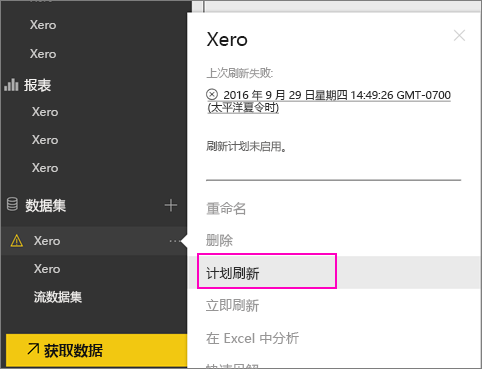 Xero
Xero
报表
Xero
Xero
Xero
数据集
Xero
Xero
流数据集
获取数据
Xero
上次刷新失败:
2016 年 9 月 29 日星期四 14:49:26 GMT-0700
(太平洋夏令时)
刷新计划未启用。
重命名
删除
计划刷新
立即刷新
在 Excel 中分析